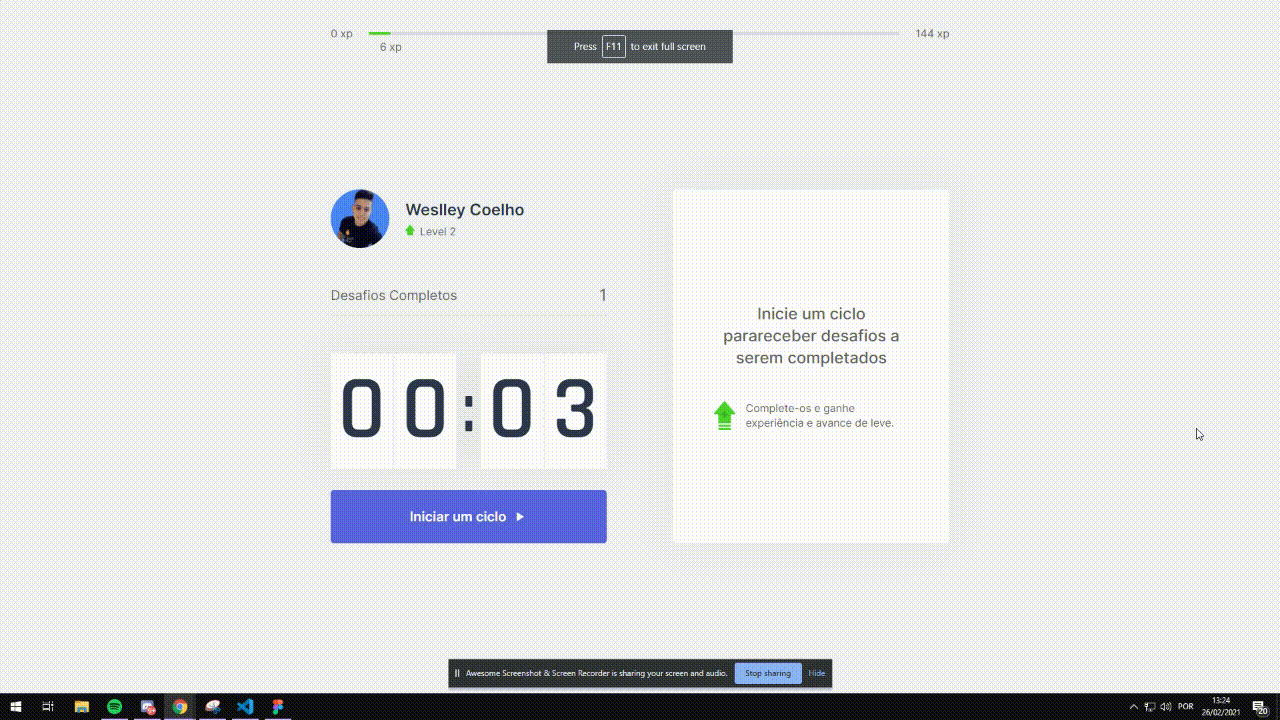 0 xp
6 xp
144 xp
Press F11 to exit full screen
Weslley Coelho
Level 2
Desafios Completos 1
00:03
Iniciar um ciclo
Inicie um ciclo
parareceber desafios a
serem completados
Complete-os e ganhe
experiência e avance de leve.
Awesome Screenshot & Screen Recorder is sharing your screen and audio. Stop sharing Hide
POR
13:24
26/02/2021
20